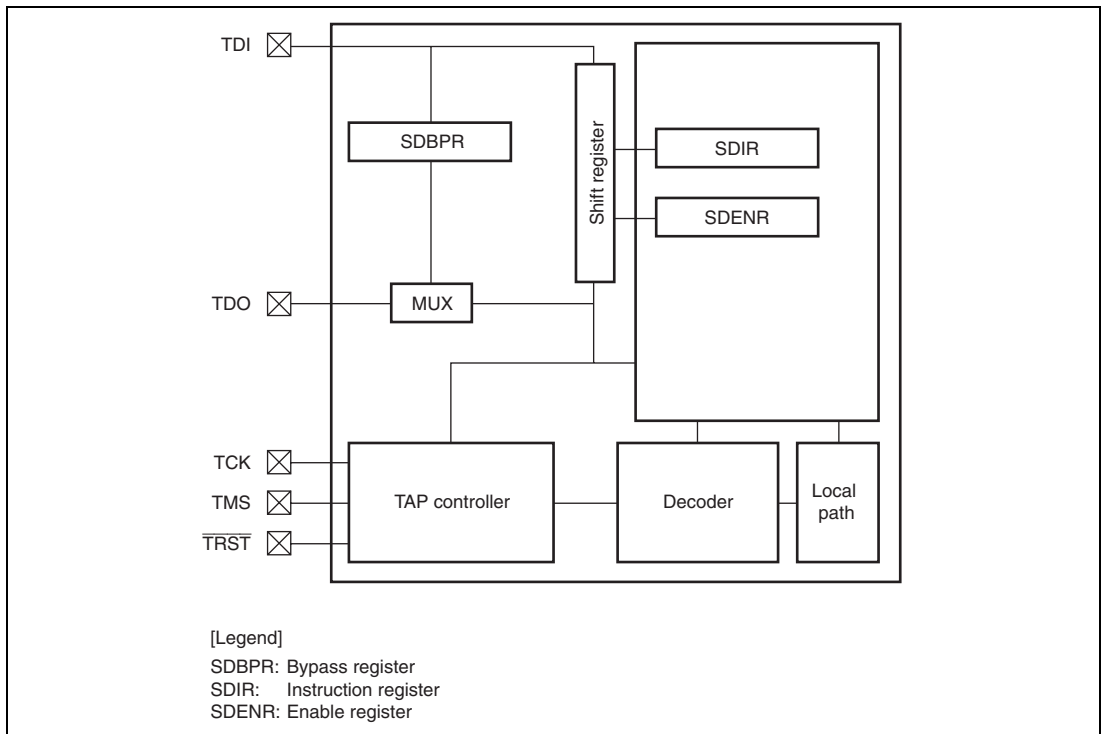 TDI
SDBPR
Shift register
SDIR
SDENR
TDO
MUX
TCK
TMS
TRST
TAP controller
Decoder
Local
path
[Legend]
SDBPR: Bypass register
SDIR: Instruction register
SDENR: Enable register